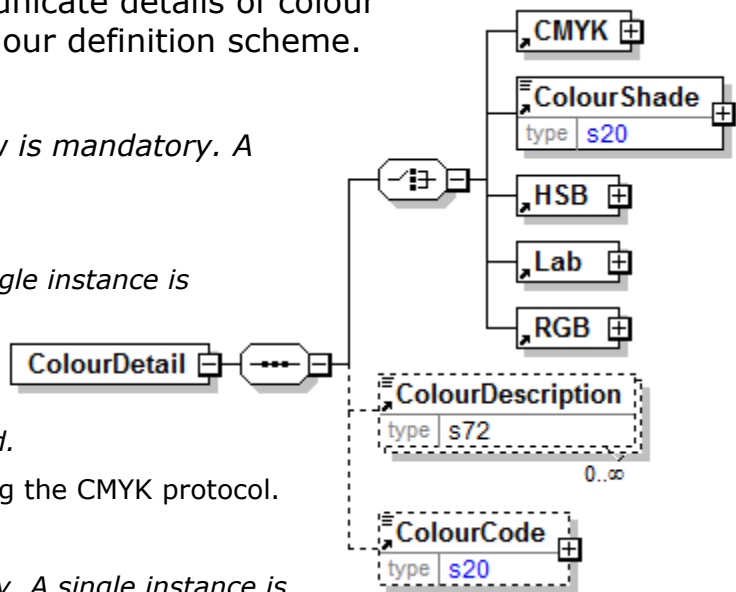 unicate details of colour
our definition scheme.
is mandatory. A
gle instance is
g the CMYK protocol.
A single instance is
CMYK
ColourShade
type s20
HSB
Lab
RGB
ColourDetail
ColourDescription
type s72
0..∞
ColourCode
type s20